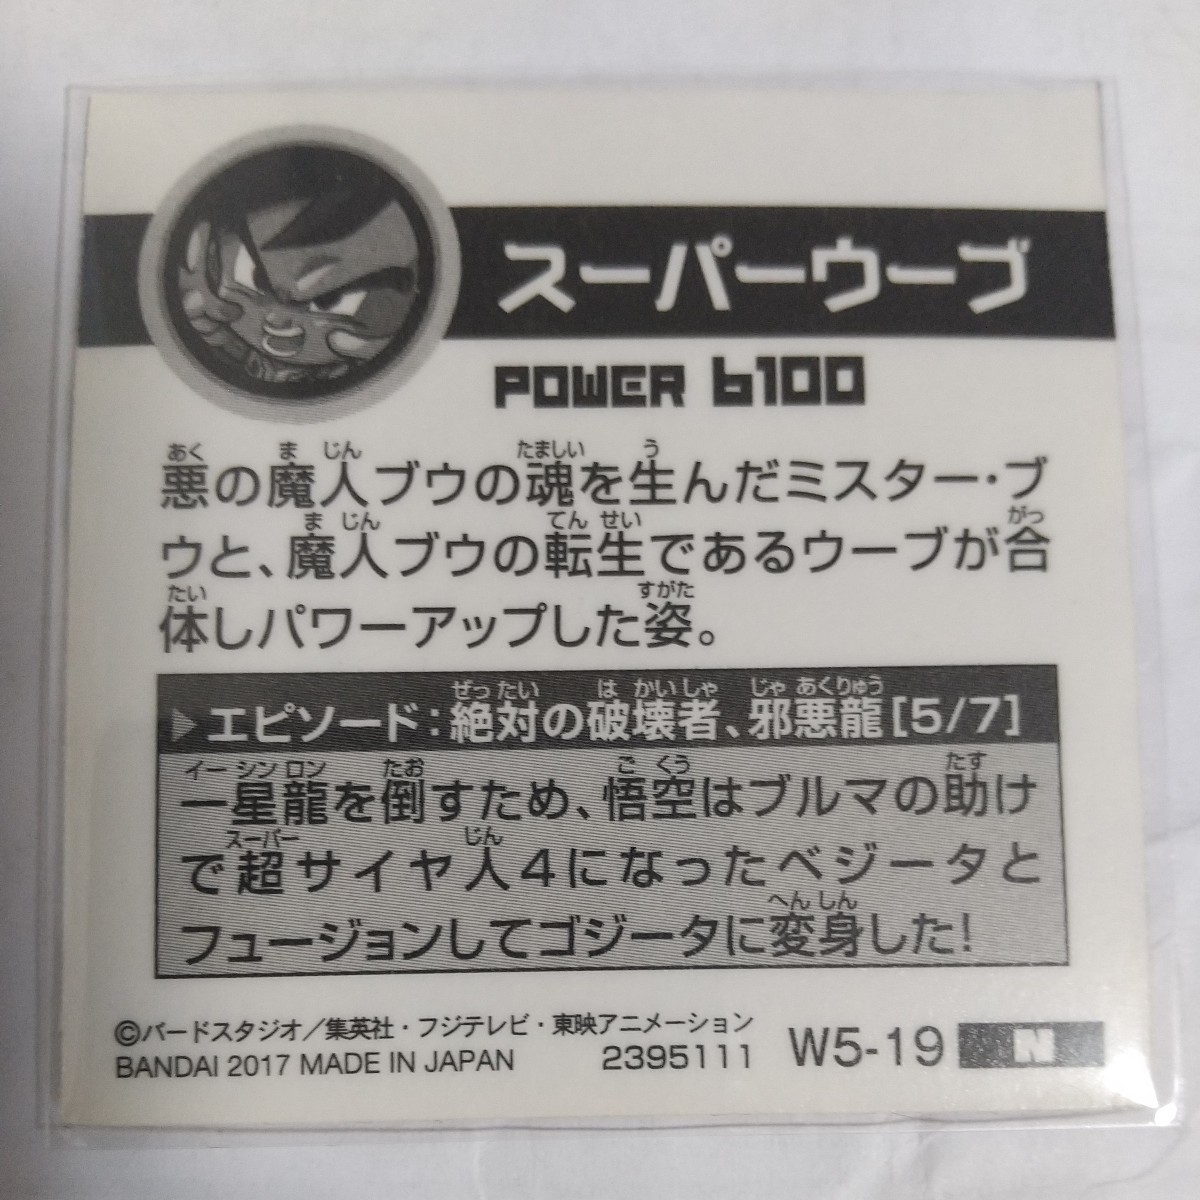 スーパーウーブ
POWER 6100
あく ま じん たましい う
悪の魔人ブウの魂を生んだミスター・ブ
ま じん てん せい がっ
ウと、魔人ブウの転生であるウーブが合
たい すがた
体しパワーアップした姿。
ぜっ たい は かい しゃ じゃ あく りゅう
▶エピソード:絶対の破壊者、邪悪龍[5/7]
イー シン ロン たお ご くう たす
一星龍を倒すため、悟空はブルマの助け
スーパー じん
で超サイヤ人4になったベジータと
へん しん
フュージョンしてゴジータに変身した!
©バードスタジオ/集英社・フジテレビ・東映アニメーション
BANDAI 2017 MADE IN JAPAN 2395111 W5-19 N